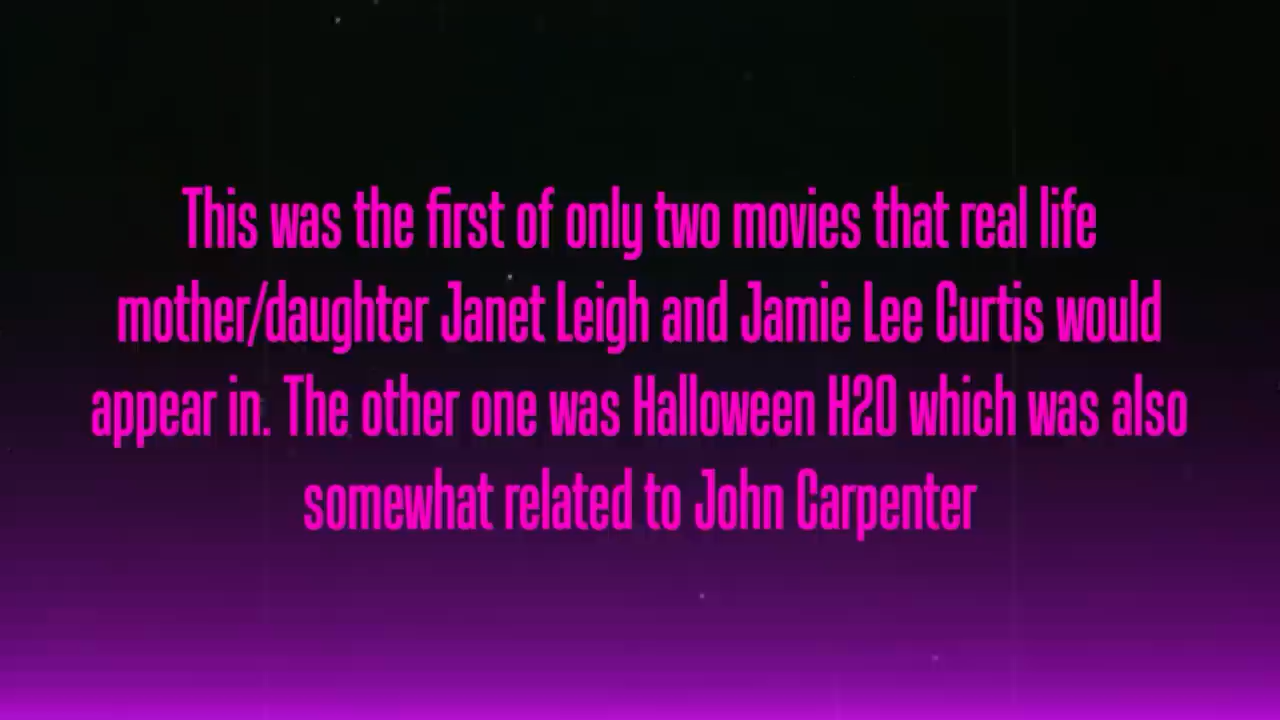 This was the first of only two movies that real life
mother/daughter Janet Leigh and Jamie Lee Curtis would
appear in. The other one was Halloween H20 which was also
somewhat related to John Carpenter